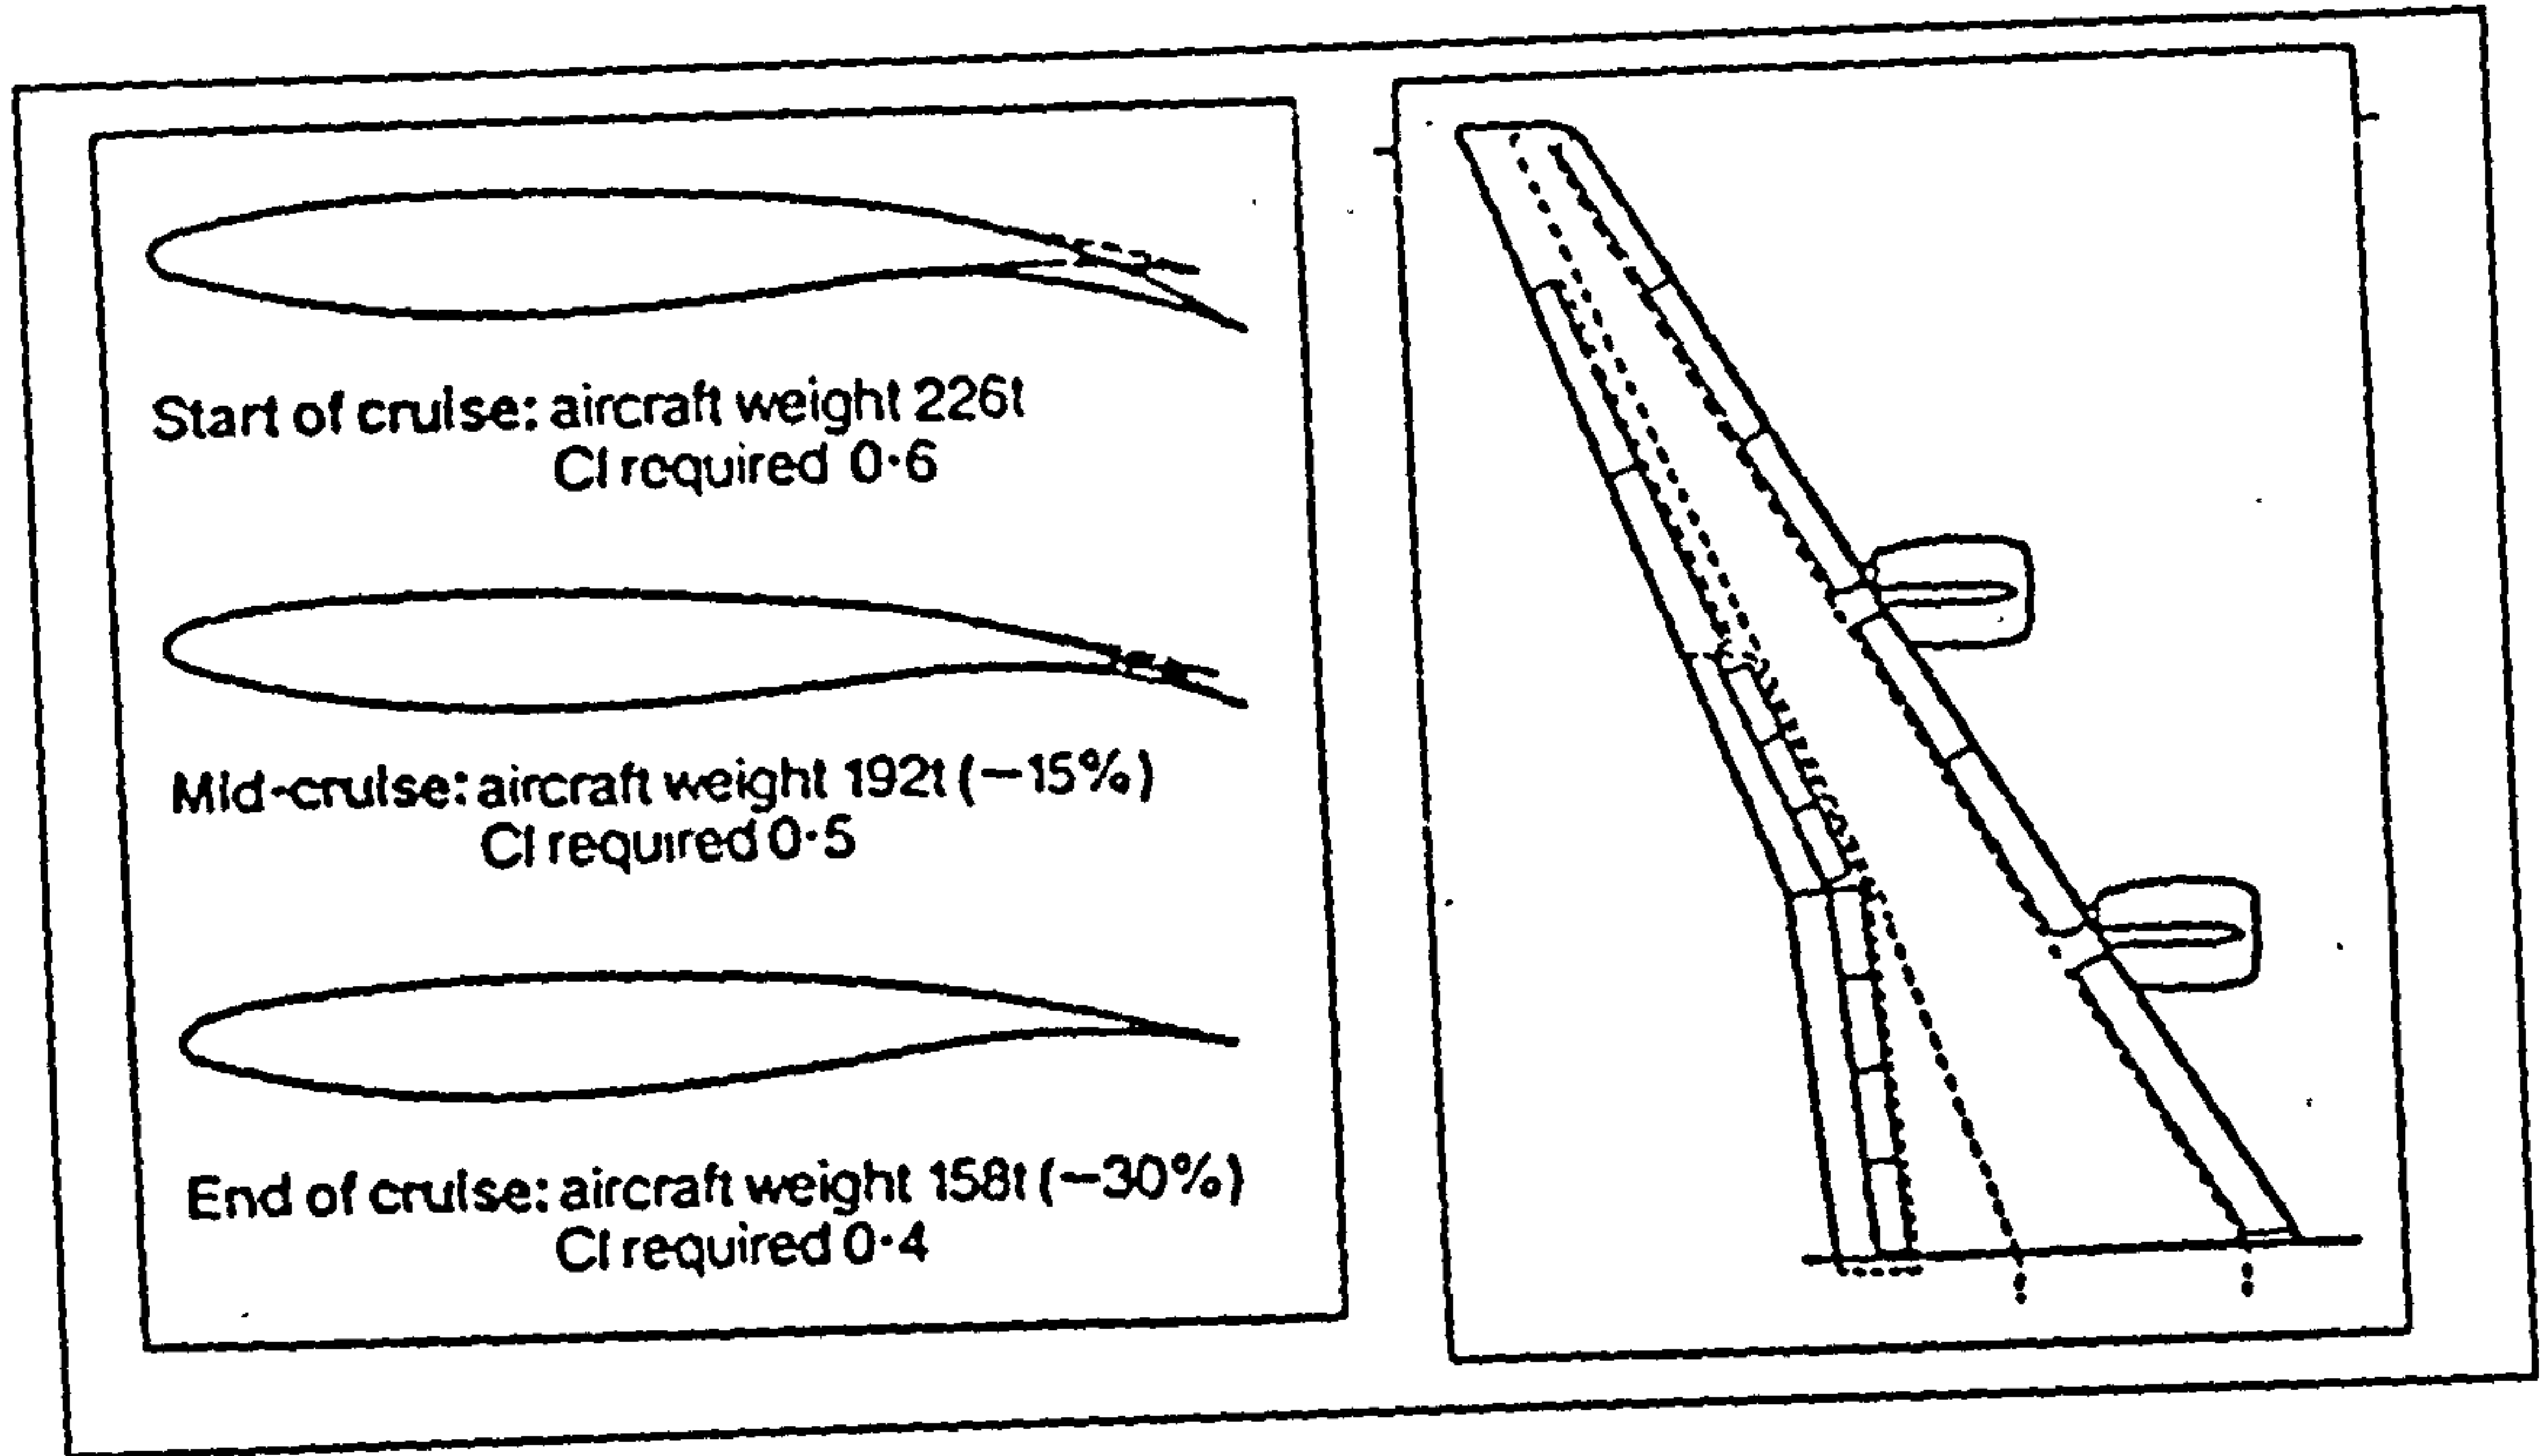 Start of cruise: aircraft weight 226t
Cl required 0·6
Mid-cruise: aircraft weight 192t (−15%)
Cl required 0·5
End of cruise: aircraft weight 158t (−30%)
Cl required 0·4